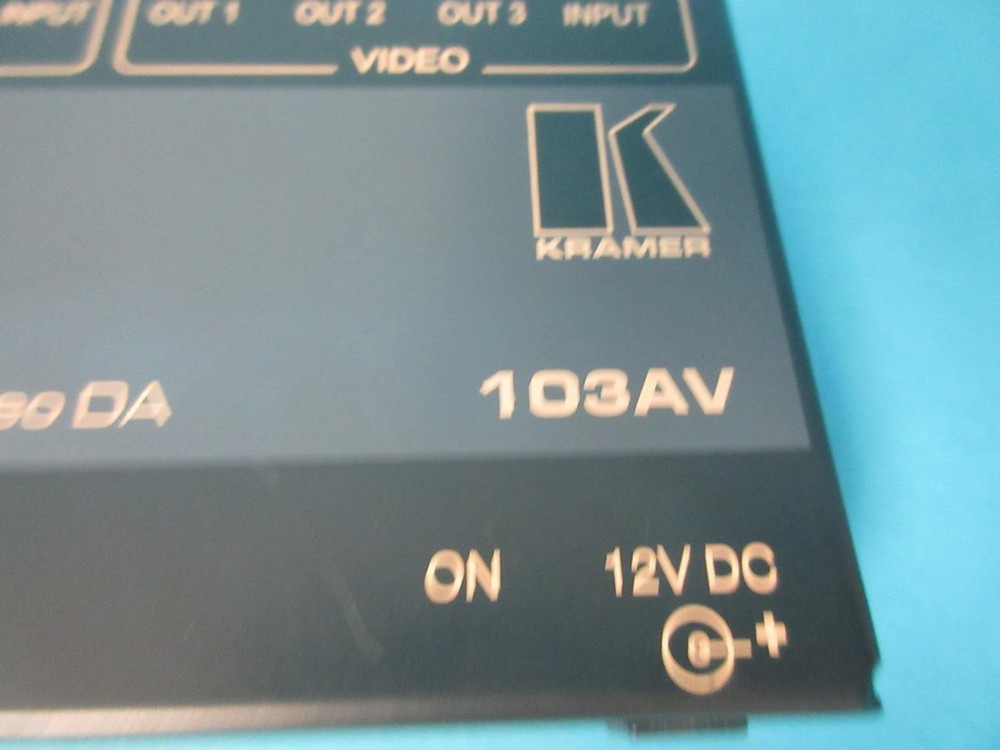 INPUT OUT 1 OUT 2 OUT 3 INPUT
VIDEO
K
KRAMER
DA 103AV
ON 12V DC
+